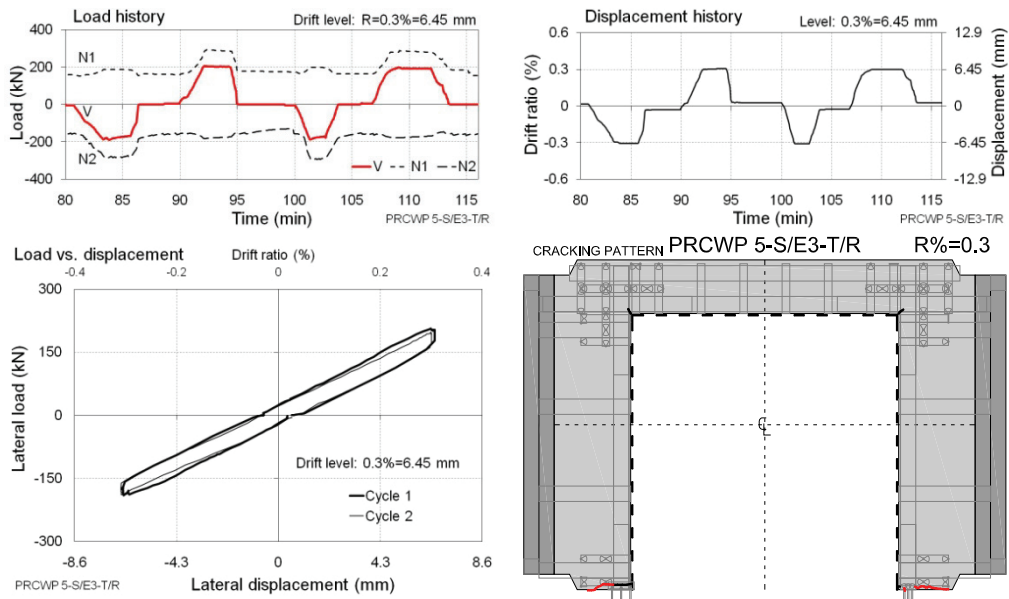 Load history
Drift level: R=0.3%=6.45 mm
400
200
0
-200
-400
Load (kN)
N1
V
N2
V N1 N2
80 85 90 95 100 105 110 115
Time (min)
PRCWP 5-S/E3-T/R
Displacement history
Level: 0.3%=6.45 mm
0.6
0.3
0
-0.3
-0.6
Drift ratio (%)
12.9
6.45
0
-6.45
-12.9
Displacement (mm)
80 85 90 95 100 105 110 115
Time (min)
PRCWP 5-S/E3-T/R
Load vs. displacement
Drift ratio (%)
-0.4 -0.2 0 0.2 0.4
300
150
0
-150
-300
Lateral load (kN)
Drift level: 0.3%=6.45 mm
Cycle 1
Cycle 2
-8.6 -4.3 0 4.3 8.6
PRCWP 5-S/E3-T/R
Lateral displacement (mm)
CRACKING PATTERN PRCWP 5-S/E3-T/R R%=0.3
℄